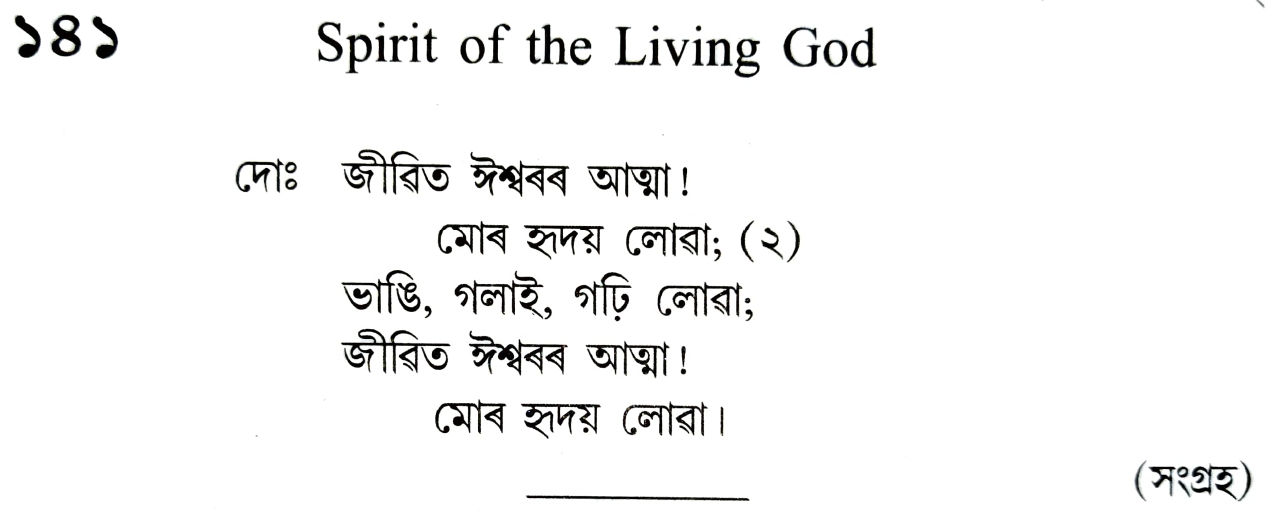 ১৪১ Spirit of the Living God
দোঃ জীৱিত ঈশ্বৰৰ আত্মা!
মোৰ হৃদয় লোৱা; (২)
ভাঙি, গলাই, গঢ়ি লোৱা;
জীৱিত ঈশ্বৰৰ আত্মা!
মোৰ হৃদয় লোৱা।
(সংগ্ৰহ)